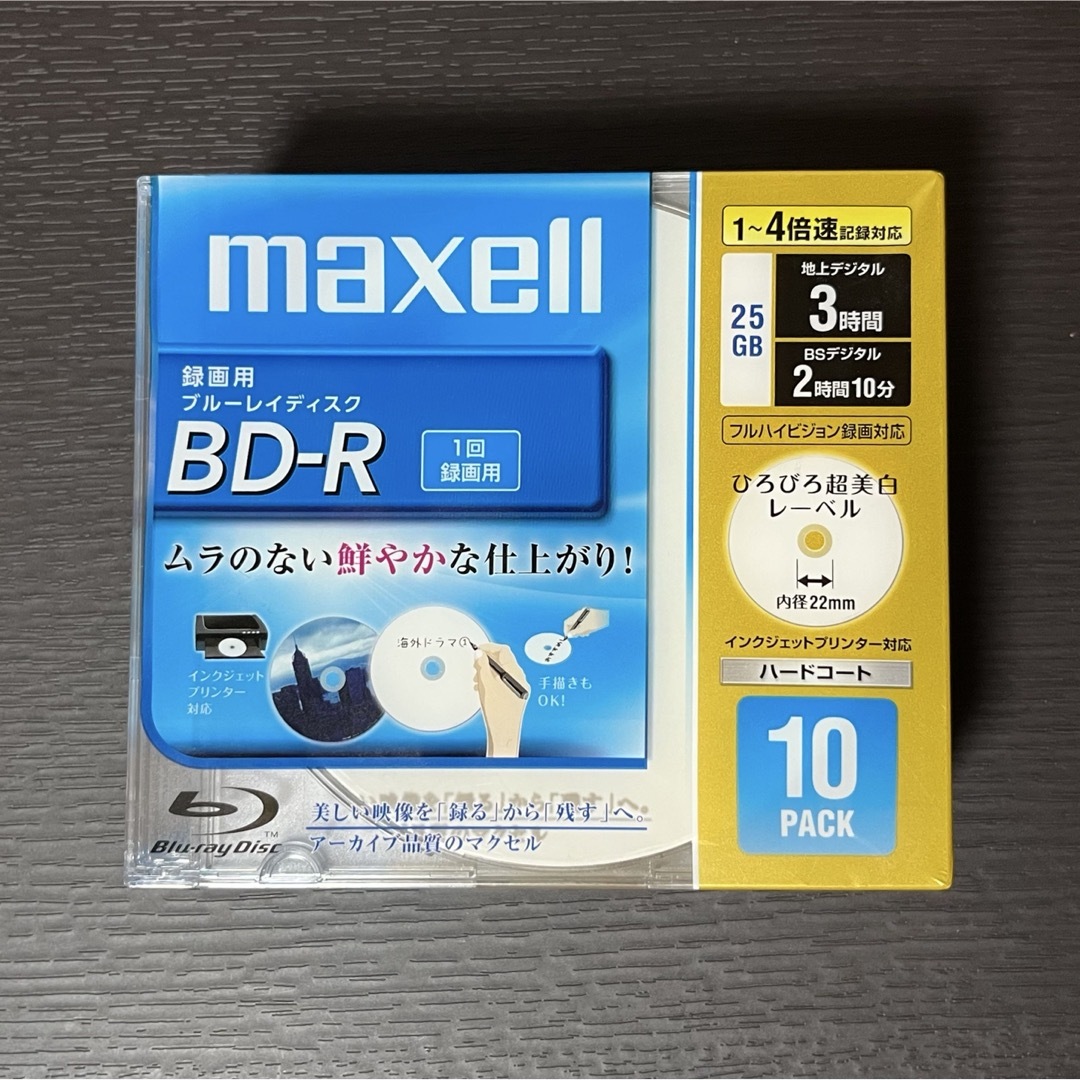 maxell
録画用
ブルーレイディスク
BD-R
1回
録画用
ムラのない鮮やかな仕上がり!
インクジェット
プリンター
対応
海外ドラマ①
手描きも
OK!
Blu-ray Disc
TM
美しい映像を「録る」から「残す」へ。
アーカイブ品質のマクセル
1〜4倍速記録対応
25
GB
地上デジタル
3時間
BSデジタル
2時間10分
フルハイビジョン録画対応
ひろびろ超美白
レーベル
内径22mm
インクジェットプリンター対応
ハードコート
10
PACK